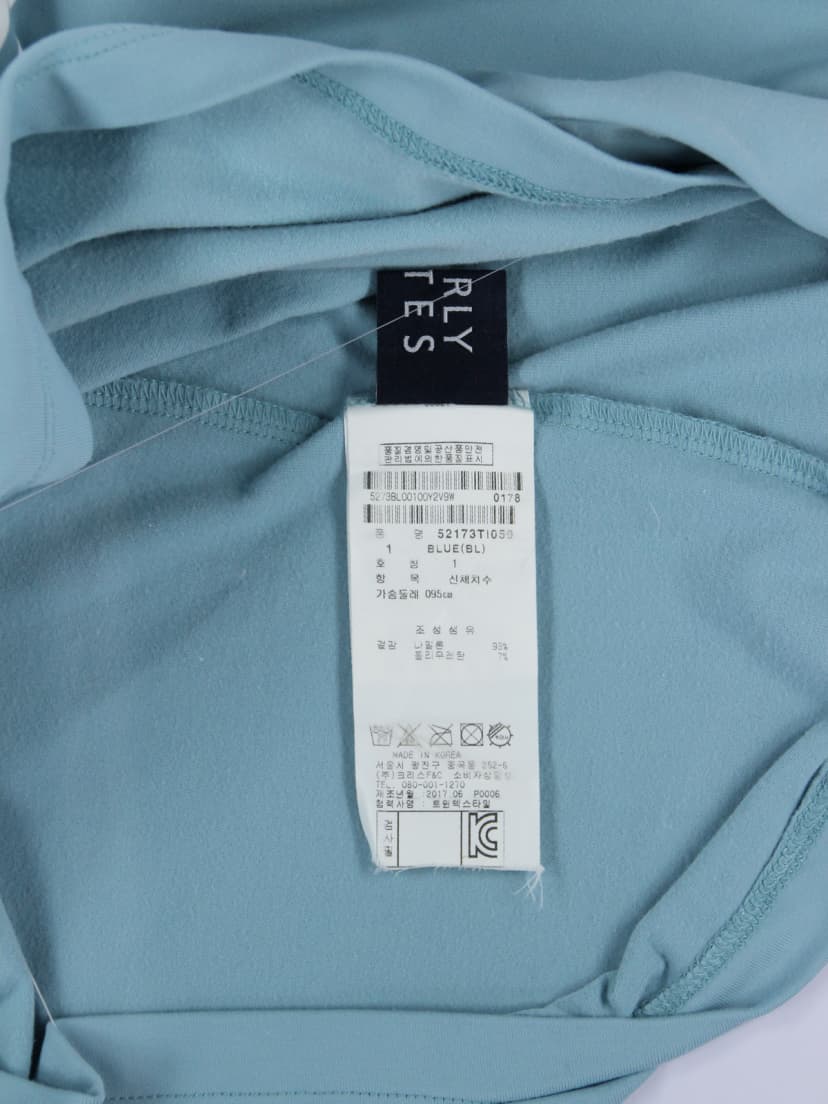 RLY
TES
품질경영및공산품안전
관리법에의한품질표시
5273BL00100Y2V9W 0178
품 명 52173TI059
1 BLUE(BL)
호 칭 1
항 목 신체치수
가슴둘레 095cm
조성섬유
겉감 나일론 93%
폴리우레탄 7%
MADE IN KOREA
서울시 광진구 중곡동 252-6
(주)크리스F&C 소비자상담실
TEL. 080-001-1270
제조년월 : 2017.06 P0006
협력사명 : 트윈텍스타일
검사필